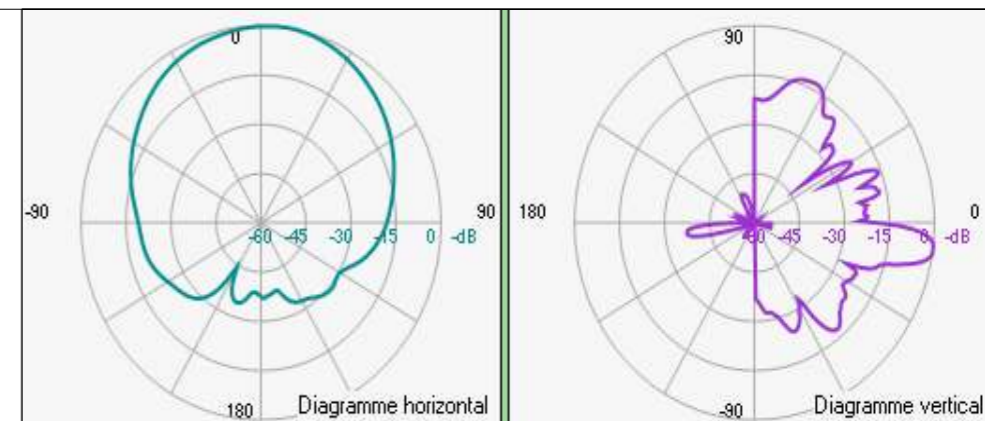 0
-90 90
-60 -45 -30 -15 0 -dB
180 Diagramme horizontal
90
180 0
-60 -45 -30 -15 0 -dB
-90 Diagramme vertical